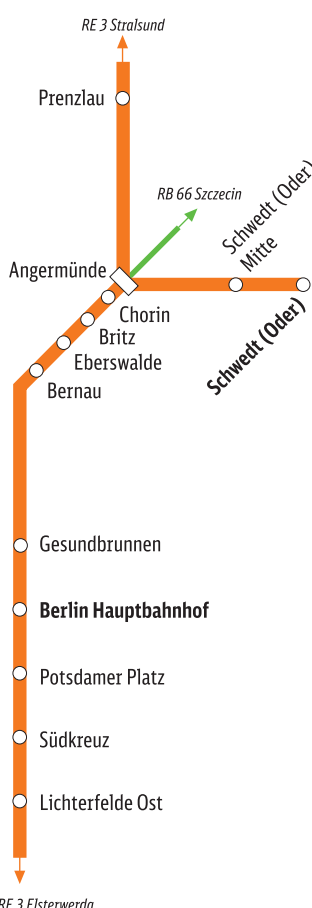 RE 3 Stralsund
Prenzlau
RB 66 Szczecin
Schwedt (Oder)
Mitte
Angermünde
Schwedt (Oder)
Chorin
Britz
Eberswalde
Bernau
Gesundbrunnen
Berlin Hauptbahnhof
Potsdamer Platz
Südkreuz
Lichterfelde Ost
RE 3 Elsterwerda